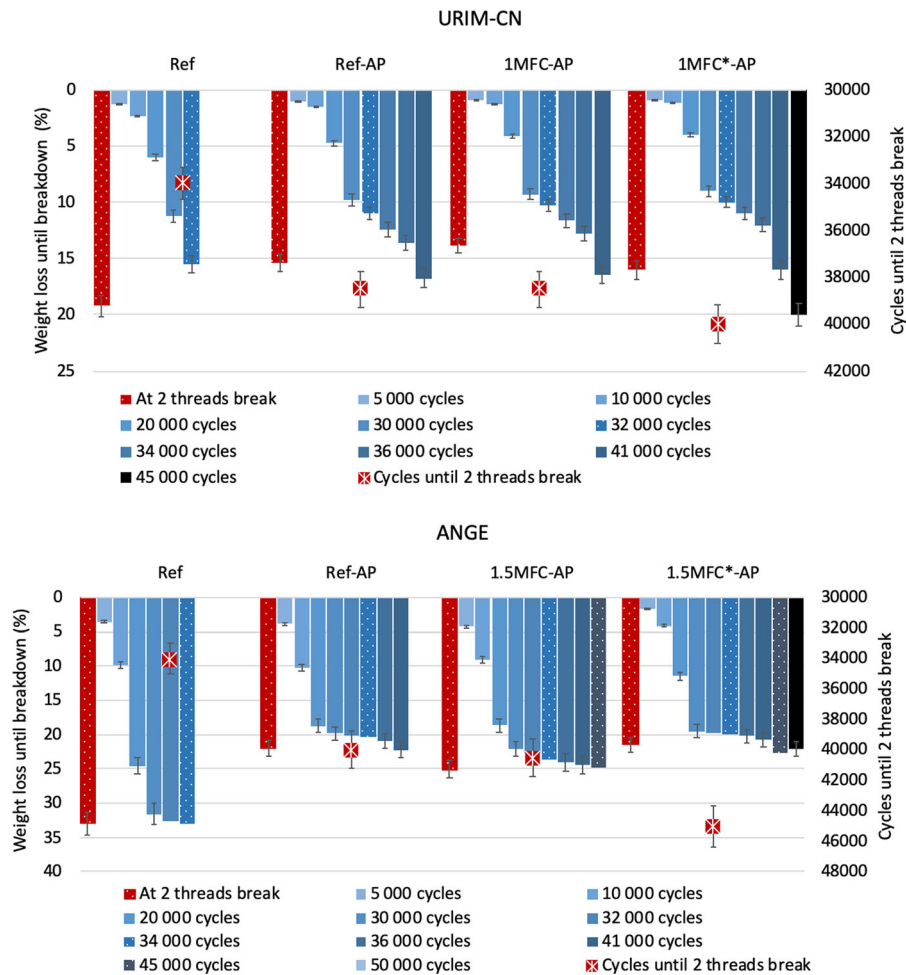 URIM-CN
Ref Ref-AP 1MFC-AP 1MFC*-AP
Weight loss until breakdown (%)
0
5
10
15
20
25
30000
32000
34000
36000
38000
40000
42000
Cycles until 2 threads break
At 2 threads break 5 000 cycles 10 000 cycles
20 000 cycles 30 000 cycles 32 000 cycles
34 000 cycles 36 000 cycles 41 000 cycles
45 000 cycles Cycles until 2 threads break
ANGE
Ref Ref-AP 1.5MFC-AP 1.5MFC*-AP
Weight loss until breakdown (%)
0
5
10
15
20
25
30
35
40
30000
32000
34000
36000
38000
40000
42000
44000
46000
48000
Cycles until 2 threads break
At 2 threads break 5 000 cycles 10 000 cycles
20 000 cycles 30 000 cycles 32 000 cycles
34 000 cycles 36 000 cycles 41 000 cycles
45 000 cycles 50 000 cycles Cycles until 2 threads break